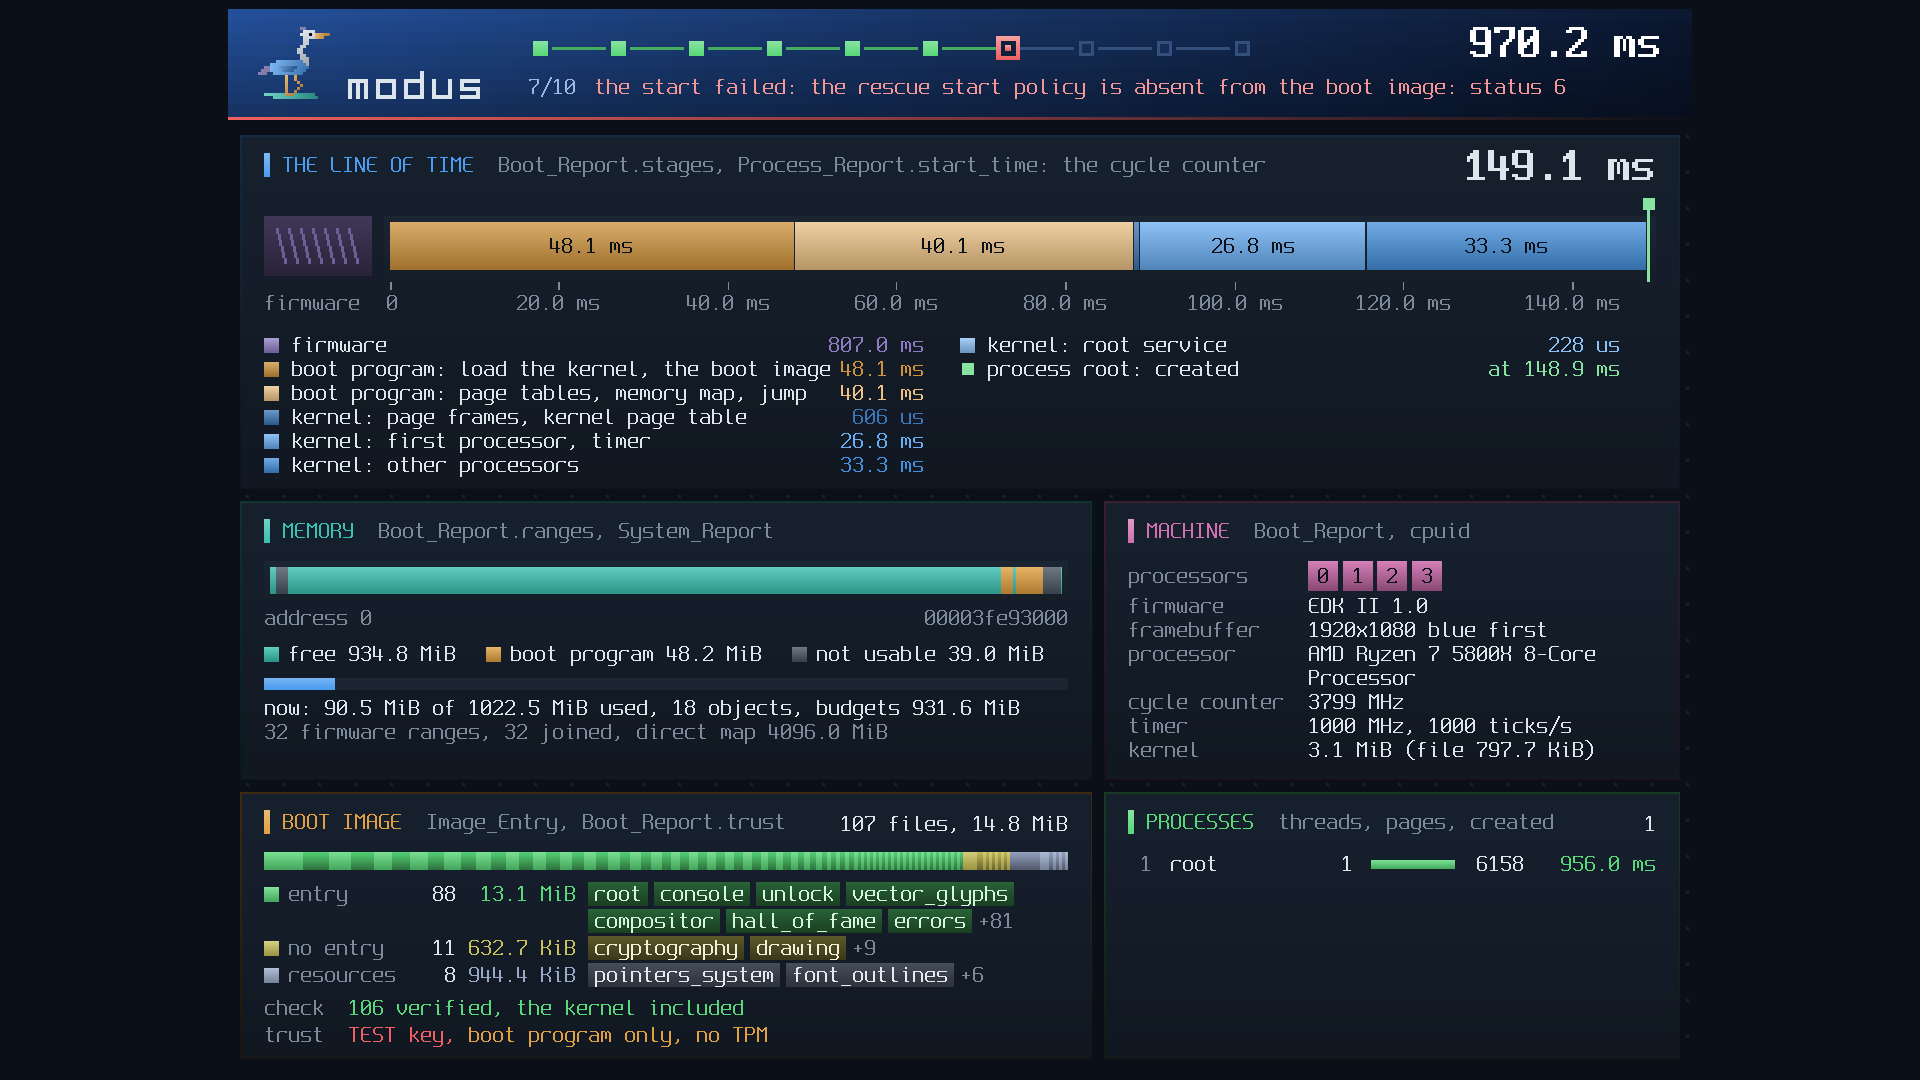 modus
7/10 the start failed: the rescue start policy is absent from the boot image: status 6
970.2 ms
THE LINE OF TIME Boot_Report.stages, Process_Report.start_time: the cycle counter
149.1 ms
48.1 ms 40.1 ms 26.8 ms 33.3 ms
firmware 0 20.0 ms 40.0 ms 60.0 ms 80.0 ms 100.0 ms 120.0 ms 140.0 ms
firmware 807.0 ms
boot program: load the kernel, the boot image 48.1 ms
boot program: page tables, memory map, jump 40.1 ms
kernel: page frames, kernel page table 606 us
kernel: first processor, timer 26.8 ms
kernel: other processors 33.3 ms
kernel: root service 228 us
process root: created at 148.9 ms
MEMORY Boot_Report.ranges, System_Report
address 0 00003fe93000
free 934.8 MiB boot program 48.2 MiB not usable 39.0 MiB
now: 90.5 MiB of 1022.5 MiB used, 18 objects, budgets 931.6 MiB
32 firmware ranges, 32 joined, direct map 4096.0 MiB
MACHINE Boot_Report, cpuid
processors 0 1 2 3
firmware EDK II 1.0
framebuffer 1920x1080 blue first
processor AMD Ryzen 7 5800X 8-Core
Processor
cycle counter 3799 MHz
timer 1000 MHz, 1000 ticks/s
kernel 3.1 MiB (file 797.7 KiB)
BOOT IMAGE Image_Entry, Boot_Report.trust 107 files, 14.8 MiB
entry 88 13.1 MiB root console unlock vector_glyphs
compositor hall_of_fame errors +81
no entry 11 632.7 KiB cryptography drawing +9
resources 8 944.4 KiB pointers_system font_outlines +6
check 106 verified, the kernel included
trust TEST key, boot program only, no TPM
PROCESSES threads, pages, created 1
1 root 1 6158 956.0 ms